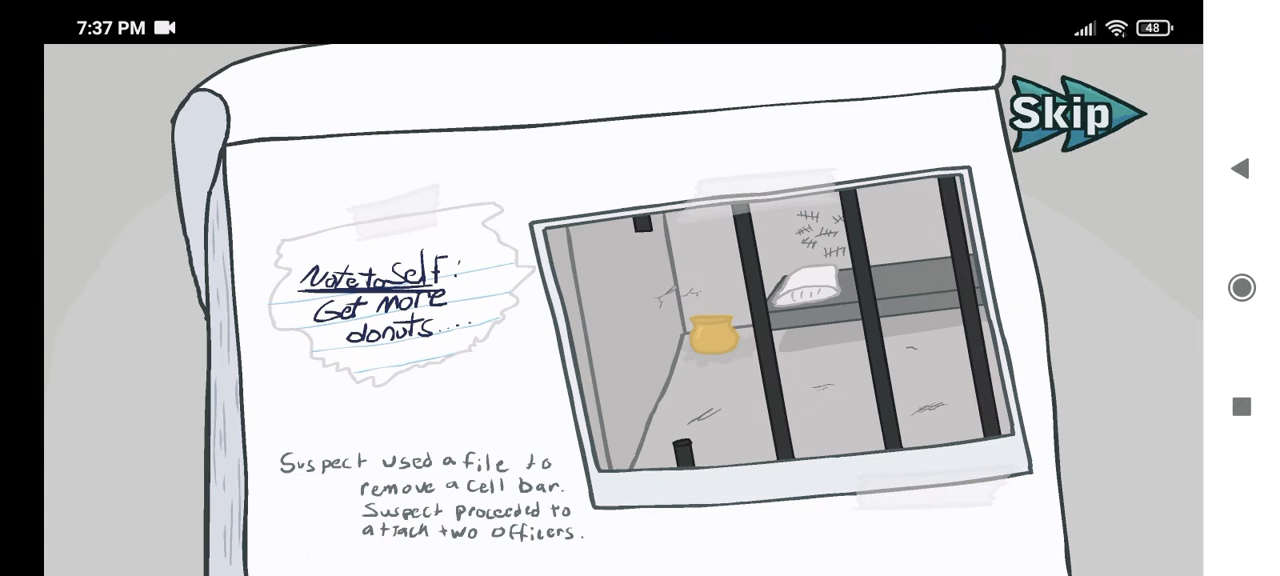 7:37 PM
48
Skip
Note to self:
Get more
donuts....
Suspect used a file to
remove a cell bar.
Suspect proceeded to
attack two officers.